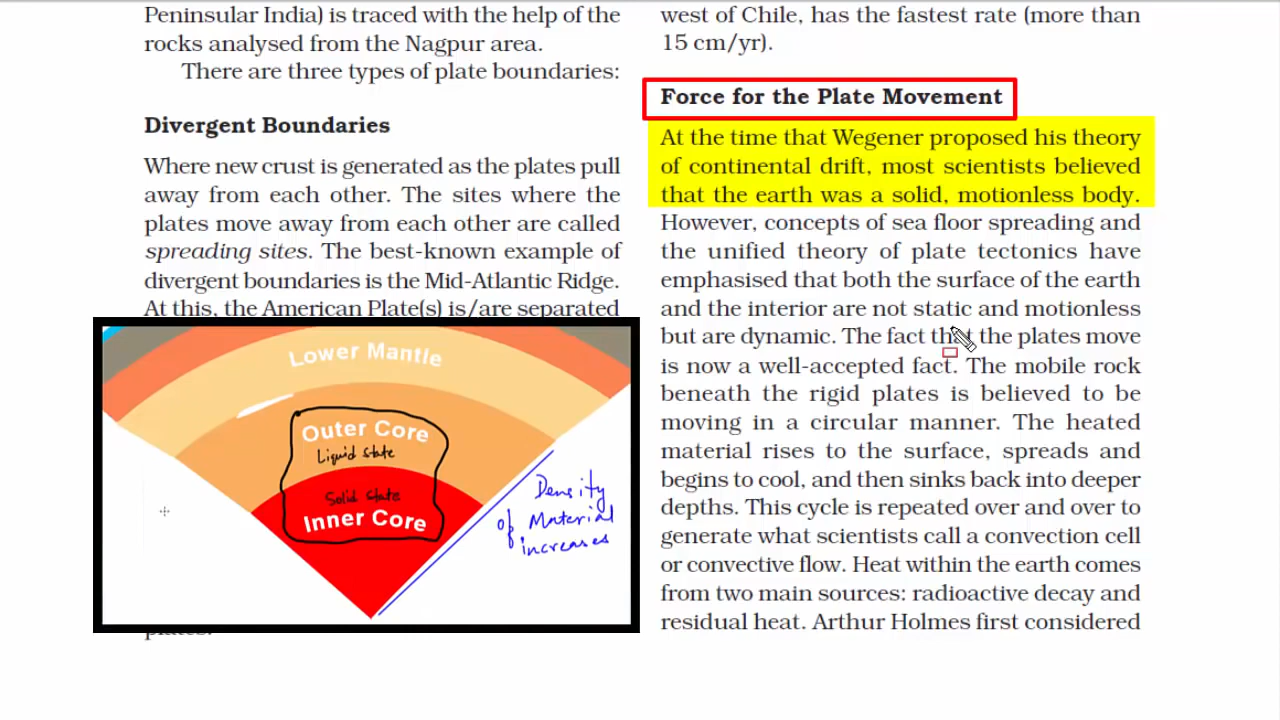 Peninsular India) is traced with the help of the
rocks analysed from the Nagpur area.
There are three types of plate boundaries:
Divergent Boundaries
Where new crust is generated as the plates pull
away from each other. The sites where the
plates move away from each other are called
spreading sites. The best-known example of
divergent boundaries is the Mid-Atlantic Ridge.
At this, the American Plate(s) is/are separated
Lower Mantle
Outer Core
Liquid state
Solid state
Inner Core
Density
of Material
increases
plates.
west of Chile, has the fastest rate (more than
15 cm/yr).
Force for the Plate Movement
At the time that Wegener proposed his theory
of continental drift, most scientists believed
that the earth was a solid, motionless body.
However, concepts of sea floor spreading and
the unified theory of plate tectonics have
emphasised that both the surface of the earth
and the interior are not static and motionless
but are dynamic. The fact that the plates move
is now a well-accepted fact. The mobile rock
beneath the rigid plates is believed to be
moving in a circular manner. The heated
material rises to the surface, spreads and
begins to cool, and then sinks back into deeper
depths. This cycle is repeated over and over to
generate what scientists call a convection cell
or convective flow. Heat within the earth comes
from two main sources: radioactive decay and
residual heat. Arthur Holmes first considered